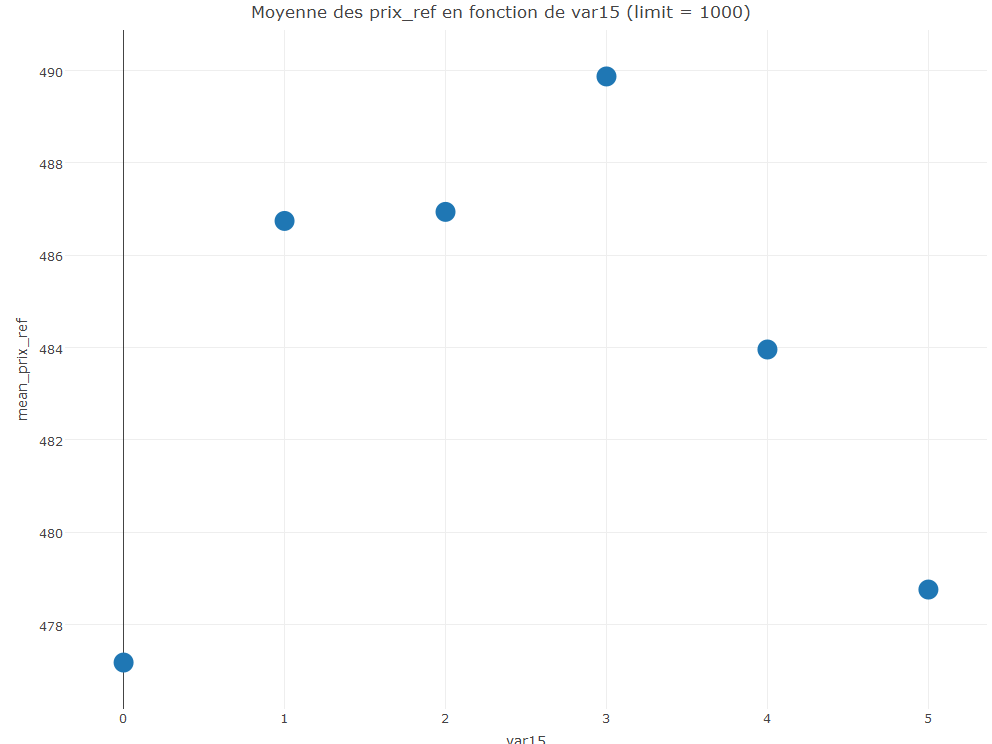 Moyenne des prix_ref en fonction de var15 (limit = 1000)
490
488
486
484
482
480
478
mean_prix_ref
0 1 2 3 4 5
var15